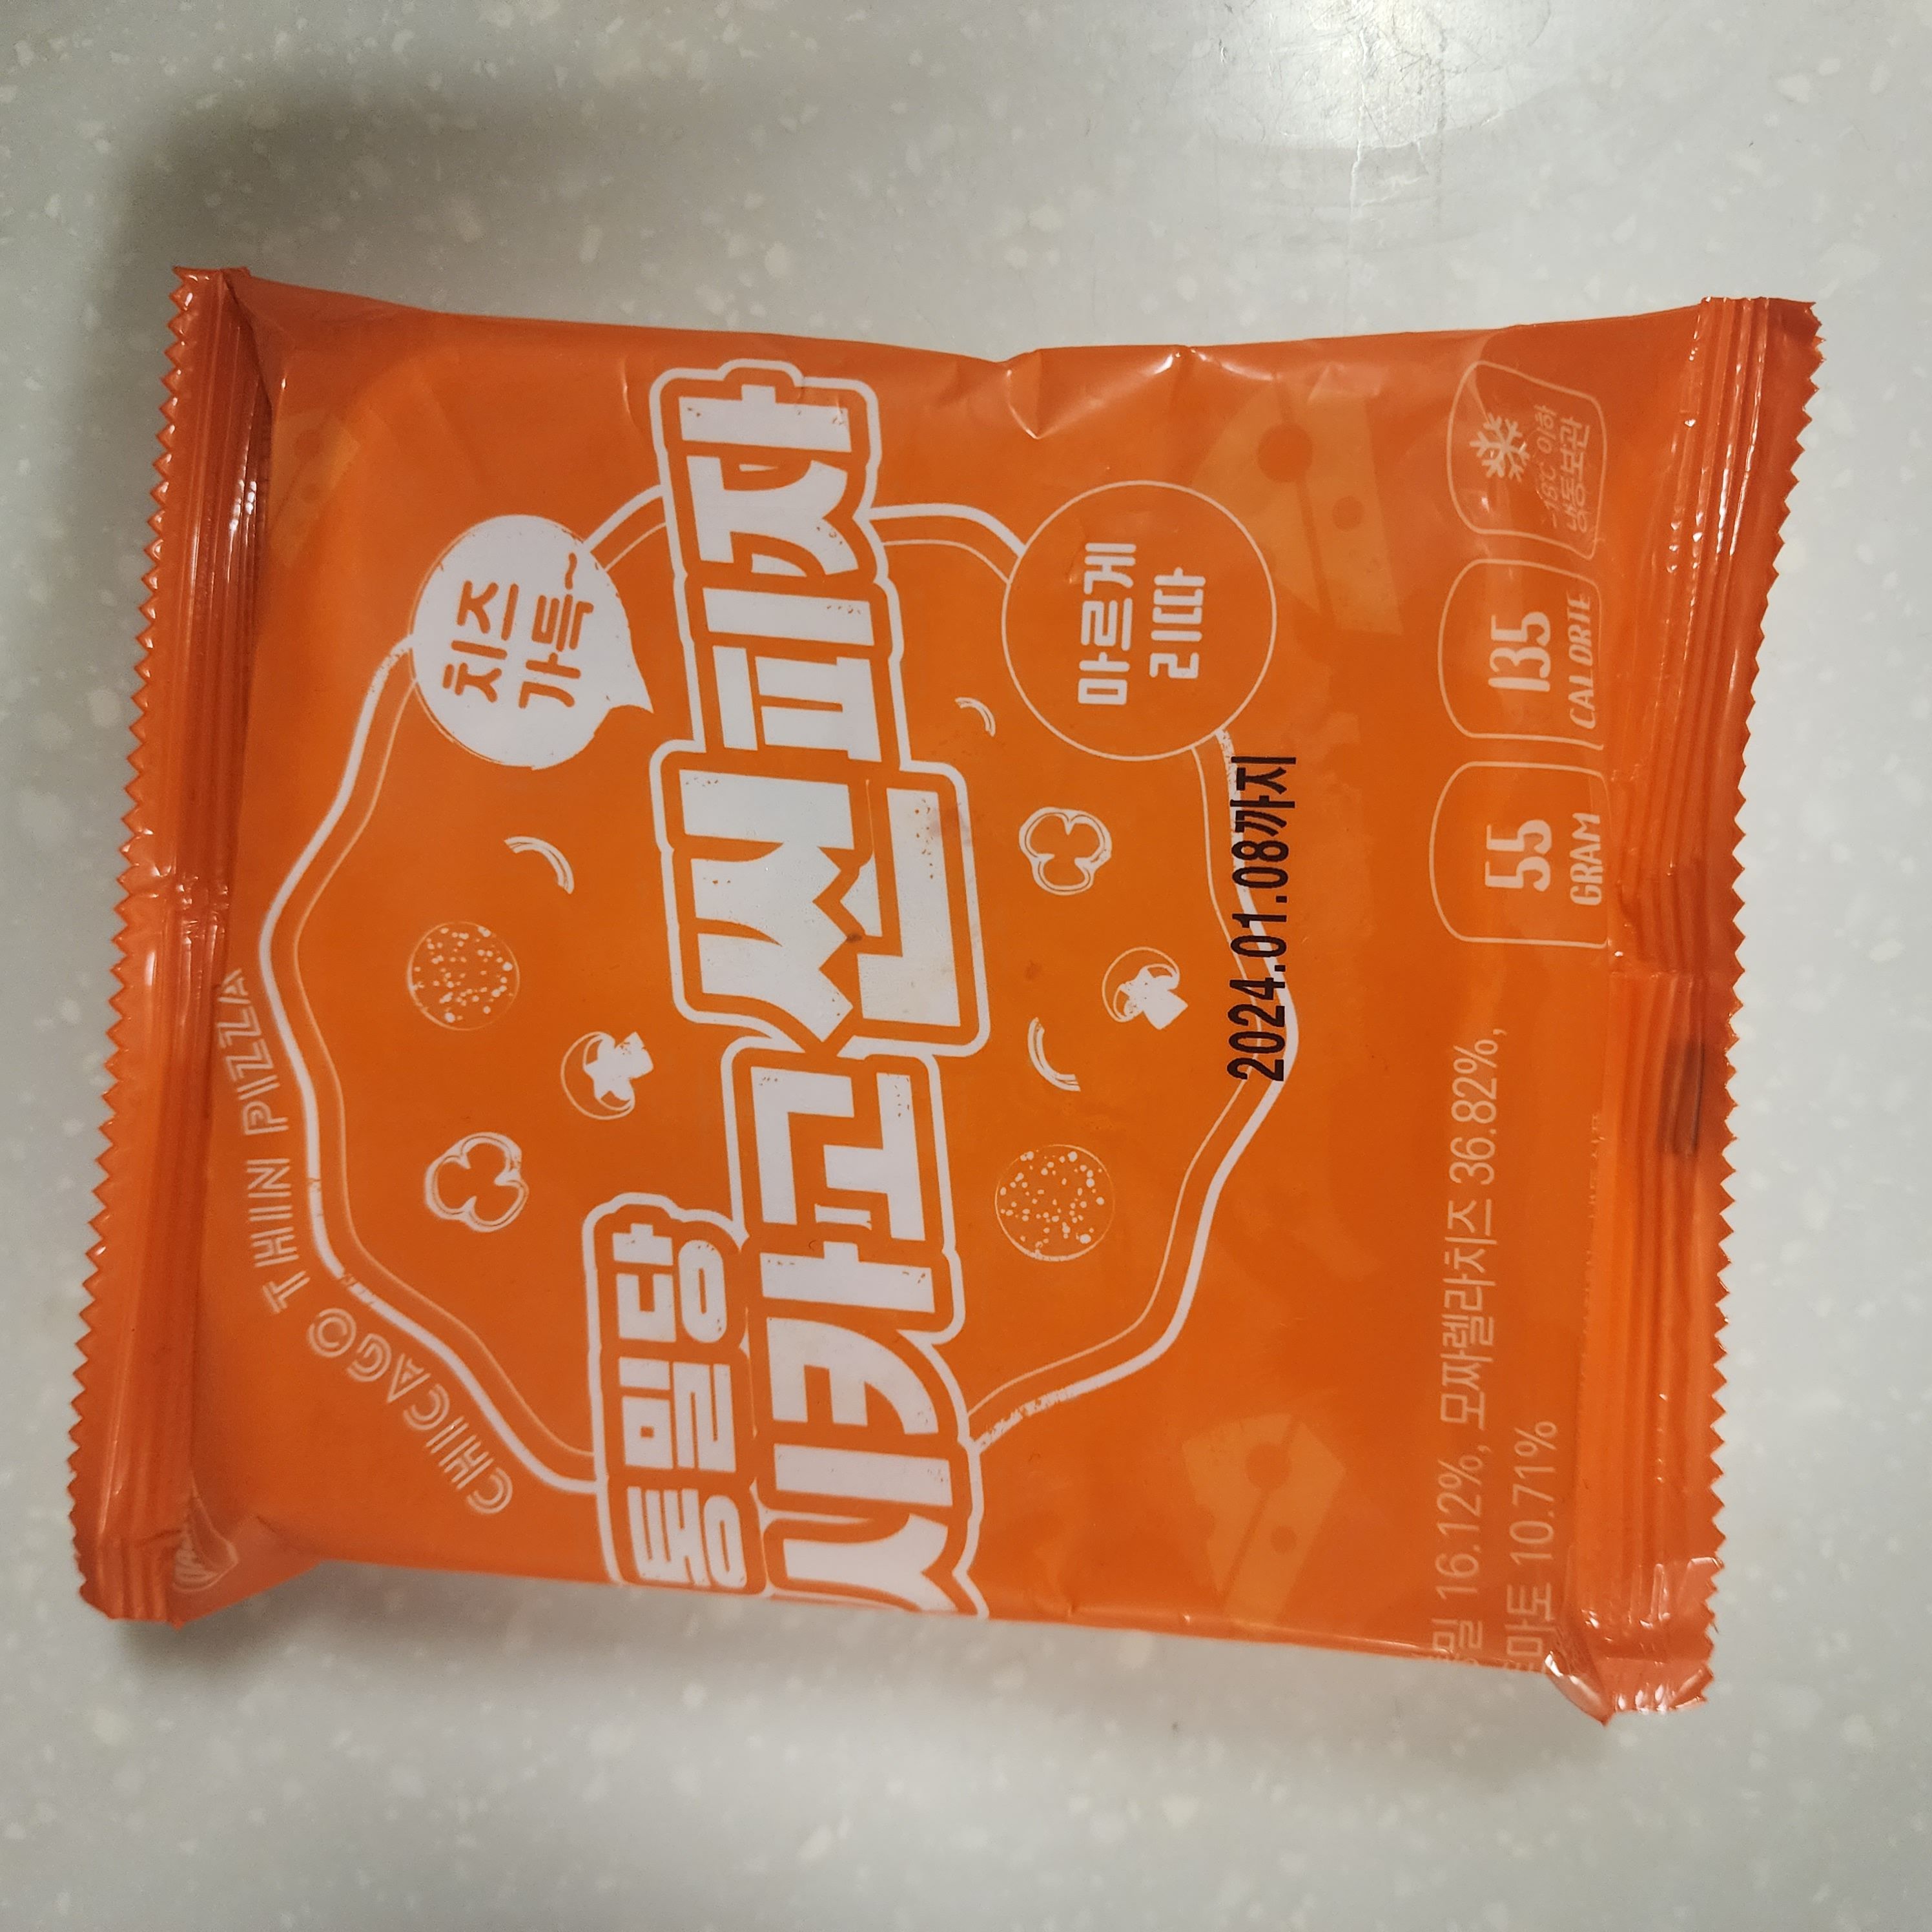 CHICAGO THIN PIZZA
치즈
가득~
통밀당
시카고 씬피자
마르게
리따
2024.01.08까지
밀 16.12%, 모짜렐라치즈 36.82%,
마토 10.71%
55
GRAM
135
CALORIE
-18℃ 이하
냉동보관